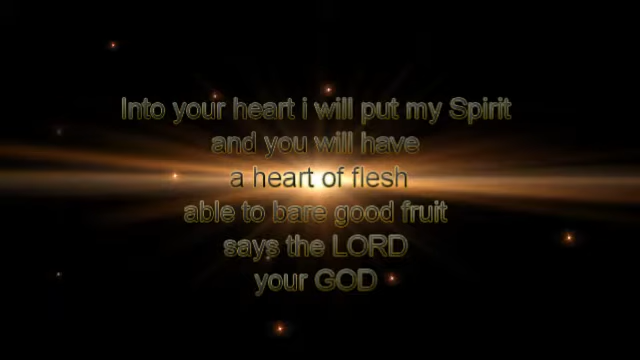 Into your heart i will put my Spirit
and you will have
a heart of flesh
able to bare good fruit
says the LORD
your GOD